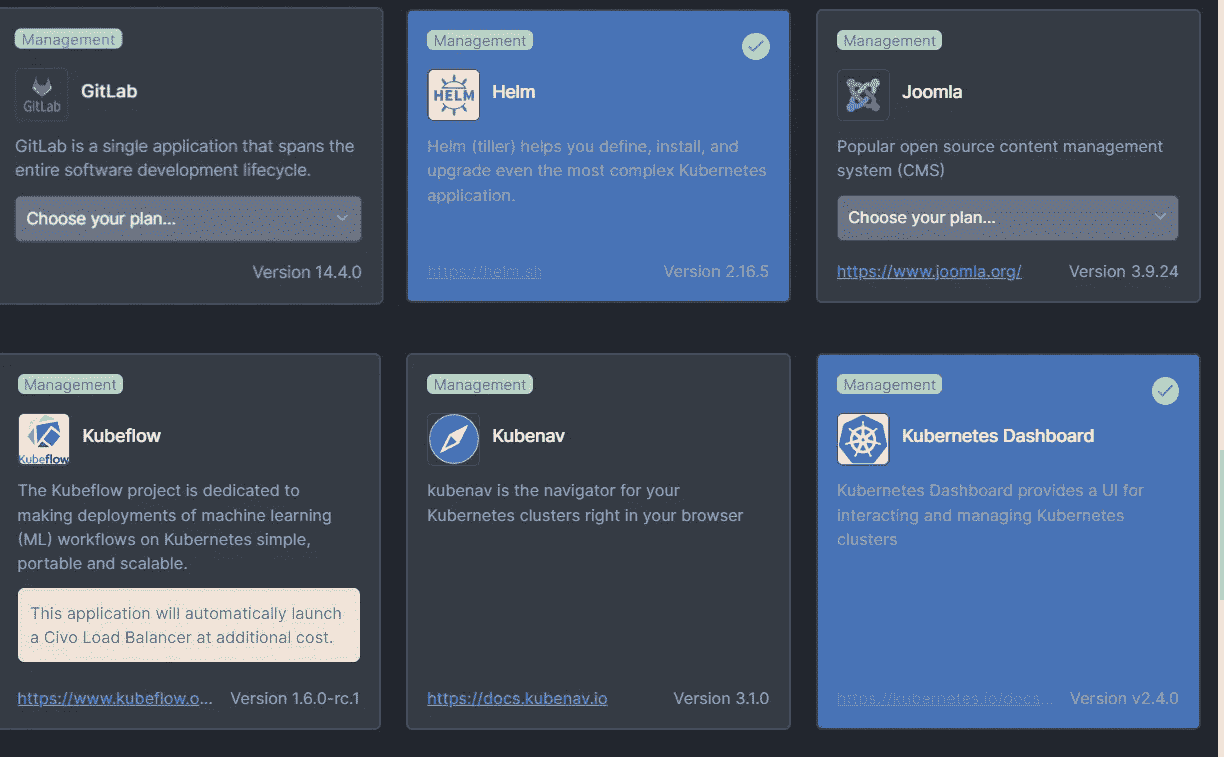 Management
GitLab
GitLab
GitLab is a single application that spans the
entire software development lifecycle.
Choose your plan...
Version 14.4.0
Management
HELM
Helm
Helm (tiller) helps you define, install, and
upgrade even the most complex Kubernetes
application.
https://helm.sh
Version 2.16.5
Management
Joomla
Popular open source content management
system (CMS)
Choose your plan...
https://www.joomla.org/
Version 3.9.24
Management
Kubeflow
Kubeflow
The Kubeflow project is dedicated to
making deployments of machine learning
(ML) workflows on Kubernetes simple,
portable and scalable.
This application will automatically launch
a Civo Load Balancer at additional cost.
https://www.kubeflow.o...
Version 1.6.0-rc.1
Management
Kubenav
kubenav is the navigator for your
Kubernetes clusters right in your browser
https://docs.kubenav.io
Version 3.1.0
Management
Kubernetes Dashboard
Kubernetes Dashboard provides a UI for
interacting and managing Kubernetes
clusters
https://kubernetes.io/docs...
Version v2.4.0